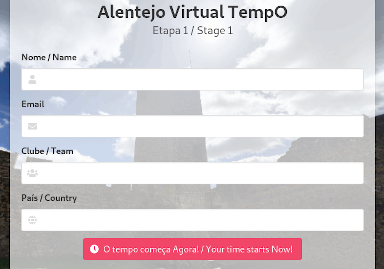 Alentejo Virtual TempO
Etapa 1 / Stage 1
Nome / Name
Email
Clube / Team
País / Country
O tempo começa Agora! / Your time starts Now!